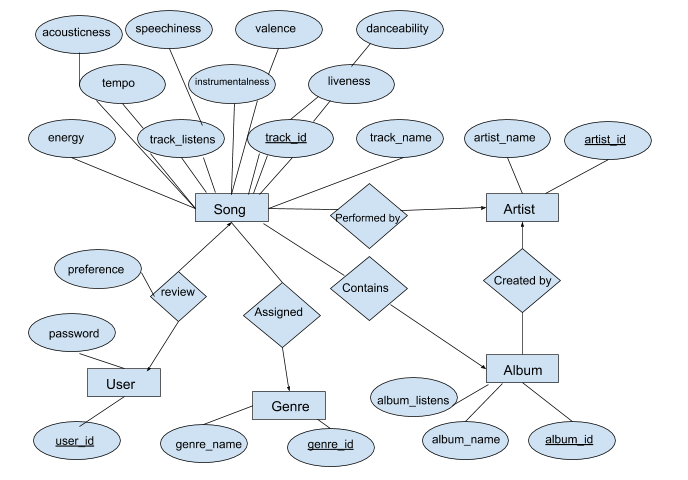 acousticness
speechiness
valence
danceability
tempo
instrumentalness
liveness
energy
track_listens
track_id
track_name
artist_name
artist_id
Song
Performed by
Artist
preference
review
Contains
Created by
Assigned
password
User
Album
album_listens
Genre
user_id
genre_name
genre_id
album_name
album_id